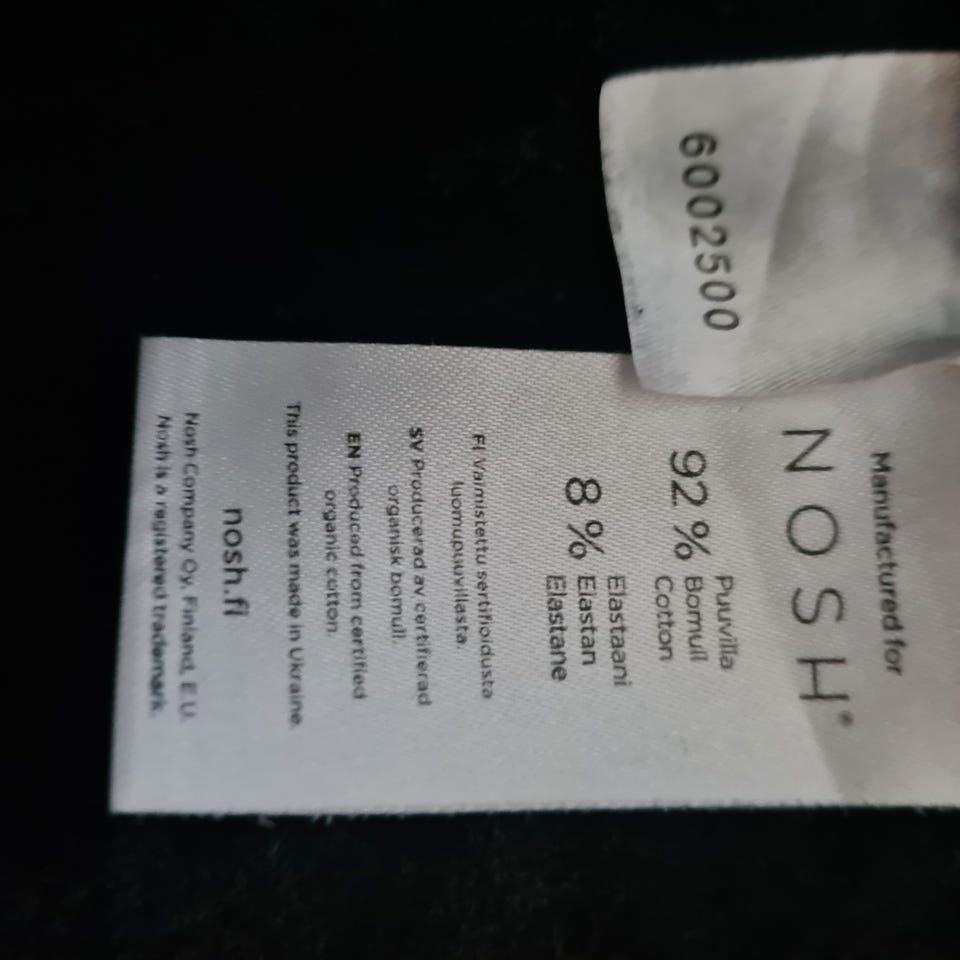 6002500
Manufactured for
NOSH®
92 %
Puuvilla
Bomull
Cotton
8 %
Elastaani
Elastan
Elastane
FI Valmistettu sertifioidusta
luomupuuvillasta.
SV Producerad av certifierad
organisk bomull.
EN Produced from certified
organic cotton.
This product was made in Ukraine.
nosh.fi
Nosh Company Oy, Finland, E.U.
Nosh is a registered trademark.